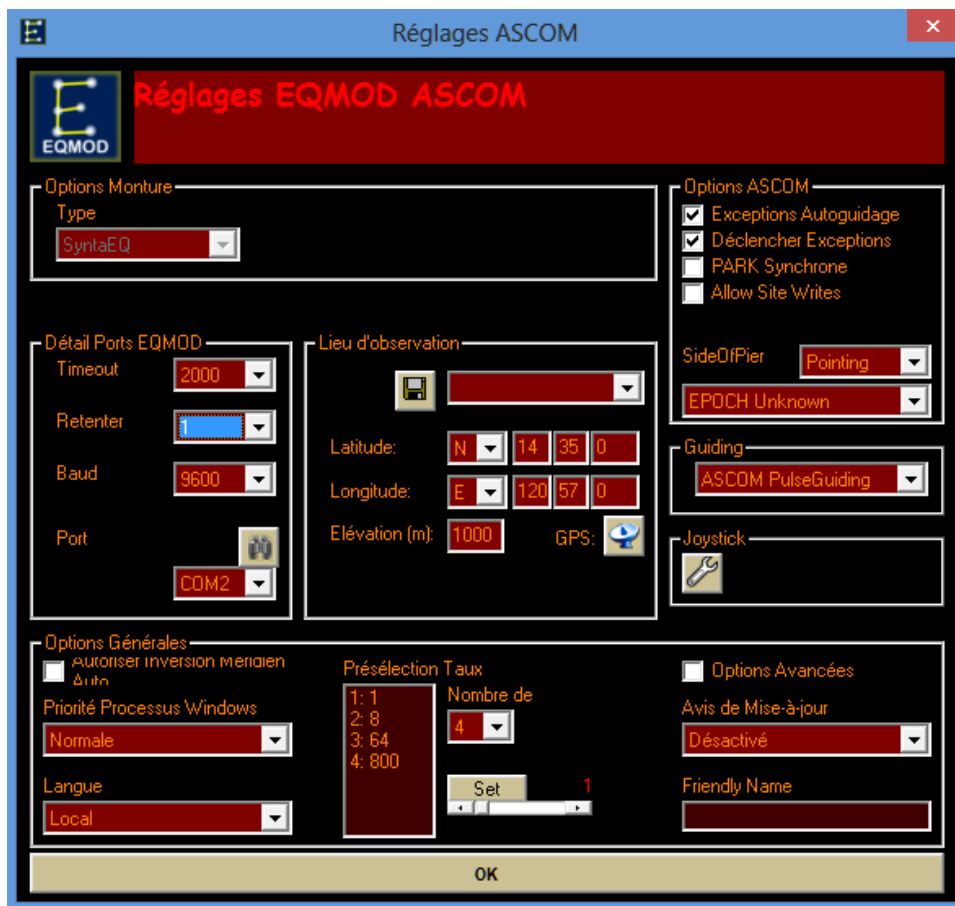 Réglages ASCOM
Réglages EQMOD ASCOM
EQMOD
Options Monture
Type
SyntaEQ
Options ASCOM
Exceptions Autoguidage
Déclencher Exceptions
PARK Synchrone
Allow Site Writes
SideOfPier Pointing
EPOCH Unknown
Détail Ports EQMOD
Timeout 2000
Retenter 1
Baud 9600
Port
COM2
Lieu d'observation
Latitude: N 14 35 0
Longitude: E 120 57 0
Elévation (m): 1000 GPS:
Guiding
ASCOM PulseGuiding
Joystick
Options Générales
Autoriser Inversion Méridien
Auto
Priorité Processus Windows
Normale
Langue
Local
Présélection Taux
1: 1
2: 8
3: 64
4: 800
Nombre de
4
Set 1
Options Avancées
Avis de Mise-à-jour
Désactivé
Friendly Name
OK